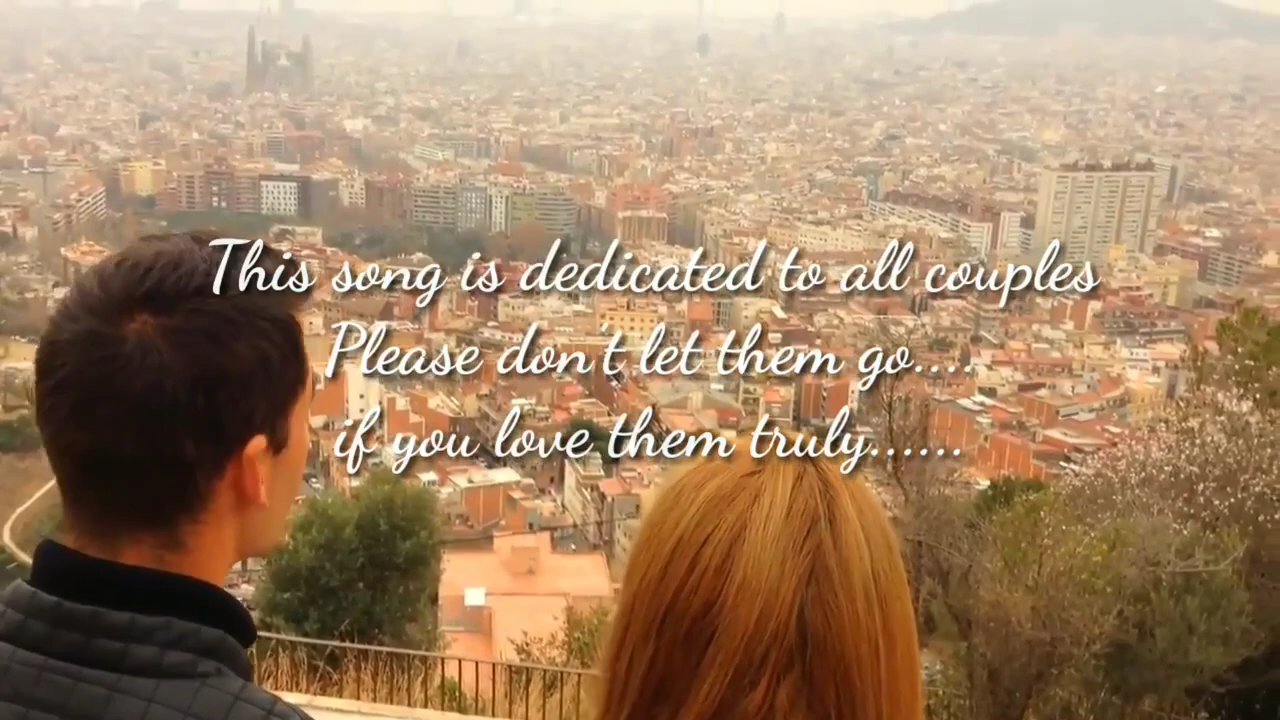 This song is dedicated to all couples
Please don't let them go....
if you love them truly......